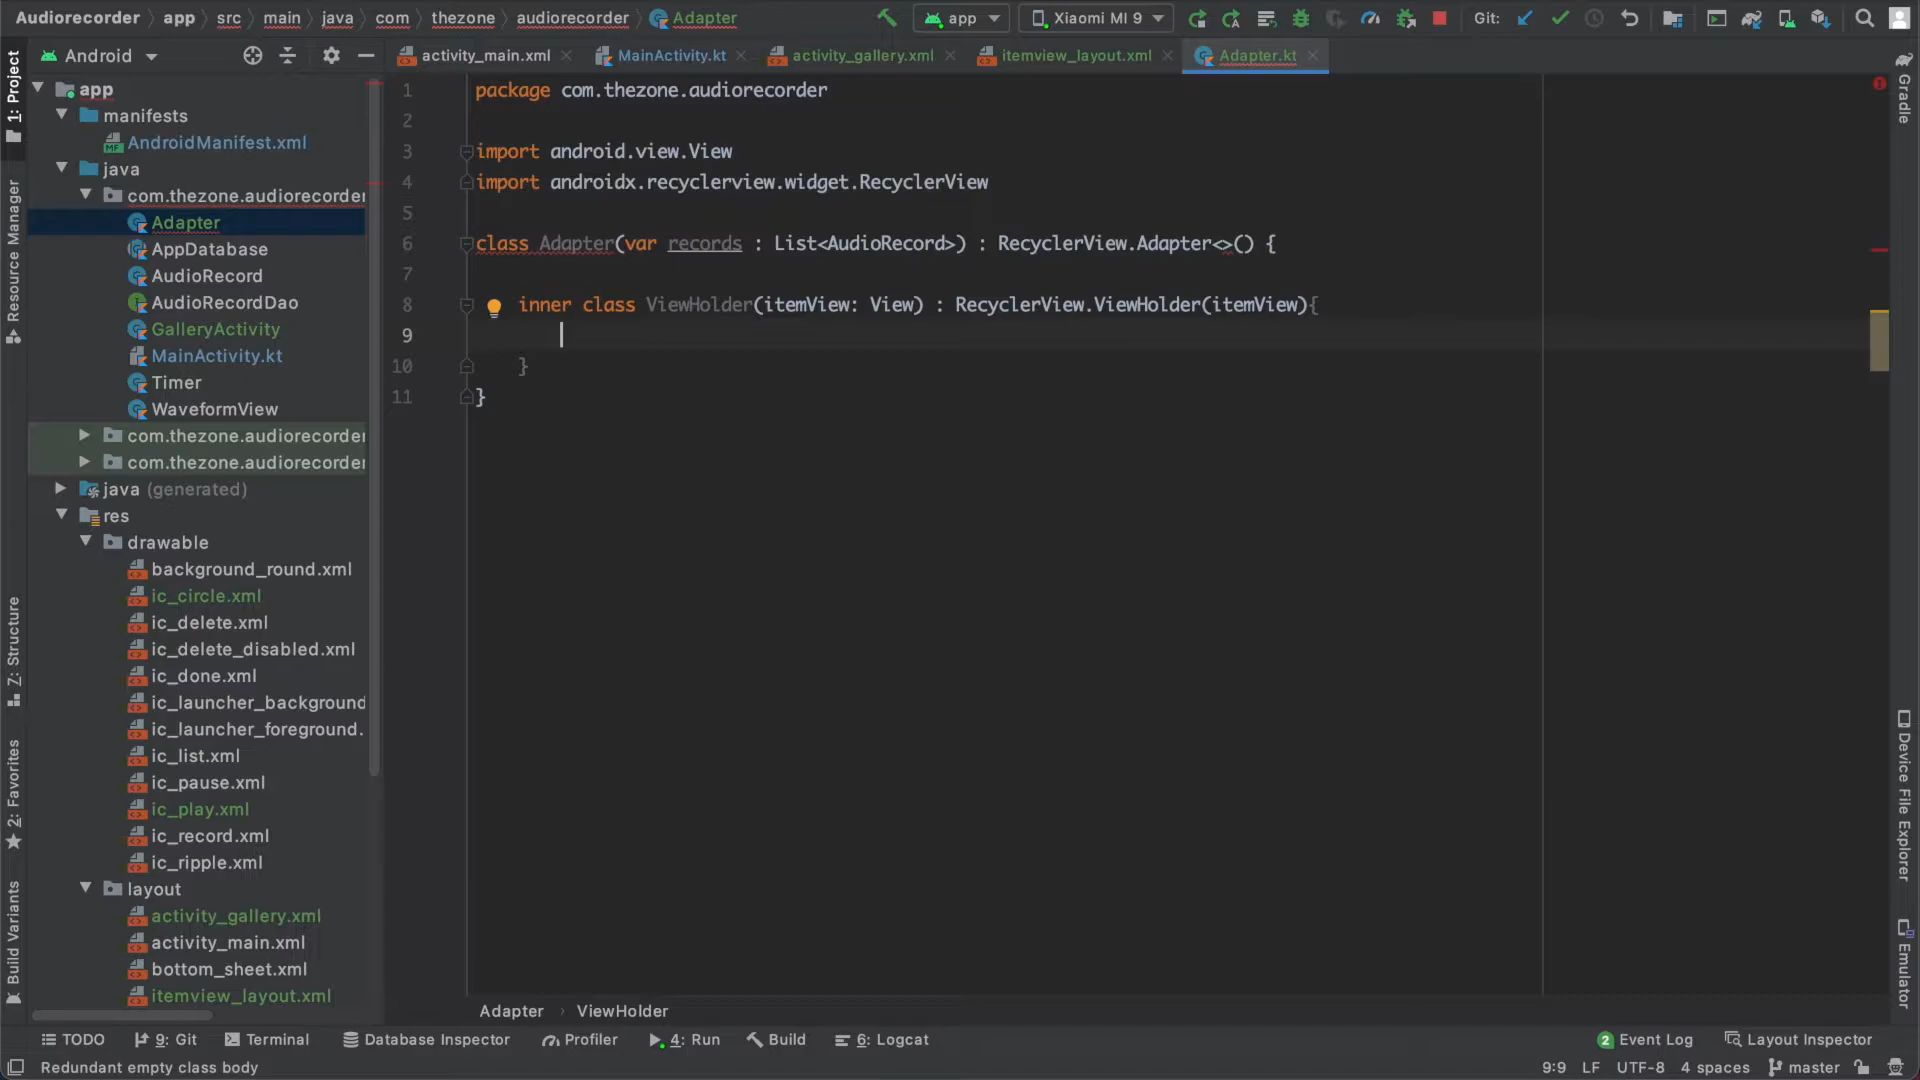 Audiorecorder app src main java com thezone audiorecorder Adapter app Xiaomi MI 9 Git:
Android activity_main.xml MainActivity.kt activity_gallery.xml itemview_layout.xml Adapter.kt
1: Project
Resource Manager
Z: Structure
2: Favorites
Build Variants
app
manifests
AndroidManifest.xml
java
com.thezone.audiorecorder
Adapter
AppDatabase
AudioRecord
AudioRecordDao
GalleryActivity
MainActivity.kt
Timer
WaveformView
com.thezone.audiorecorder
com.thezone.audiorecorder
java (generated)
res
drawable
background_round.xml
ic_circle.xml
ic_delete.xml
ic_delete_disabled.xml
ic_done.xml
ic_launcher_background
ic_launcher_foreground.
ic_list.xml
ic_pause.xml
ic_play.xml
ic_record.xml
ic_ripple.xml
layout
activity_gallery.xml
activity_main.xml
bottom_sheet.xml
itemview_layout.xml
1 package com.thezone.audiorecorder
2
3 import android.view.View
4 import androidx.recyclerview.widget.RecyclerView
5
6 class Adapter(var records : List<AudioRecord>) : RecyclerView.Adapter<>() {
7
8 inner class ViewHolder(itemView: View) : RecyclerView.ViewHolder(itemView){
9
10 }
11 }
Gradle
Device File Explorer
Emulator
Adapter › ViewHolder
TODO 9: Git Terminal Database Inspector Profiler 4: Run Build 6: Logcat 2 Event Log Layout Inspector
Redundant empty class body 9:9 LF UTF-8 4 spaces master